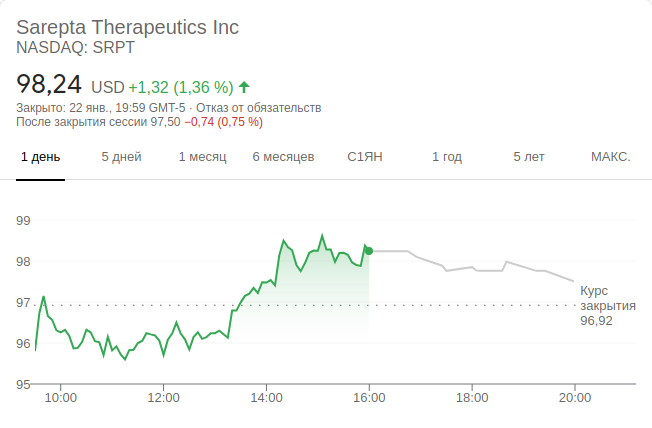 Sarepta Therapeutics Inc
NASDAQ: SRPT
98,24 USD +1,32 (1,36 %)
Закрыто: 22 янв., 19:59 GMT-5 · Отказ от обязательств
После закрытия сессии 97,50 −0,74 (0,75 %)
1 день 5 дней 1 месяц 6 месяцев С1ЯН 1 год 5 лет МАКС.
99
98
97
96
95
Курс
закрытия
96,92
10:00 12:00 14:00 16:00 18:00 20:00